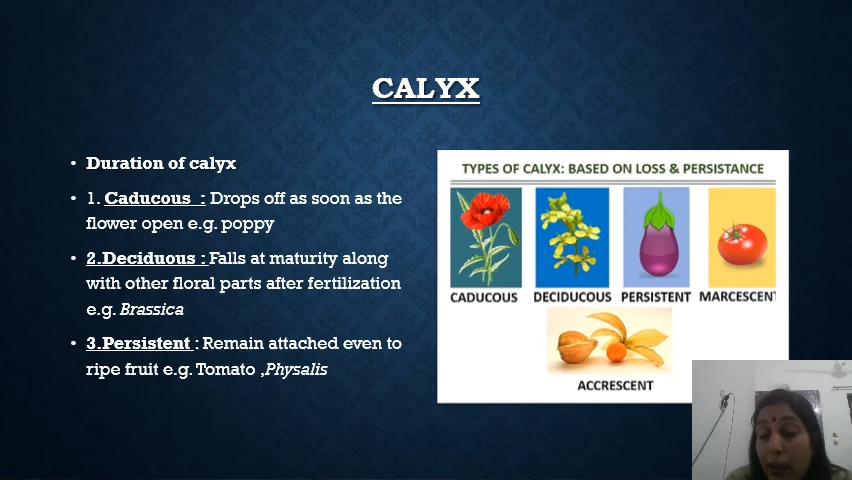 CALYX
• Duration of calyx
• 1. Caducous : Drops off as soon as the
flower open e.g. poppy
• 2.Deciduous : Falls at maturity along
with other floral parts after fertilization
e.g. Brassica
• 3.Persistent : Remain attached even to
ripe fruit e.g. Tomato ,Physalis
TYPES OF CALYX: BASED ON LOSS & PERSISTANCE
CADUCOUS DECIDUCOUS PERSISTENT MARCESCENT
ACCRESCENT